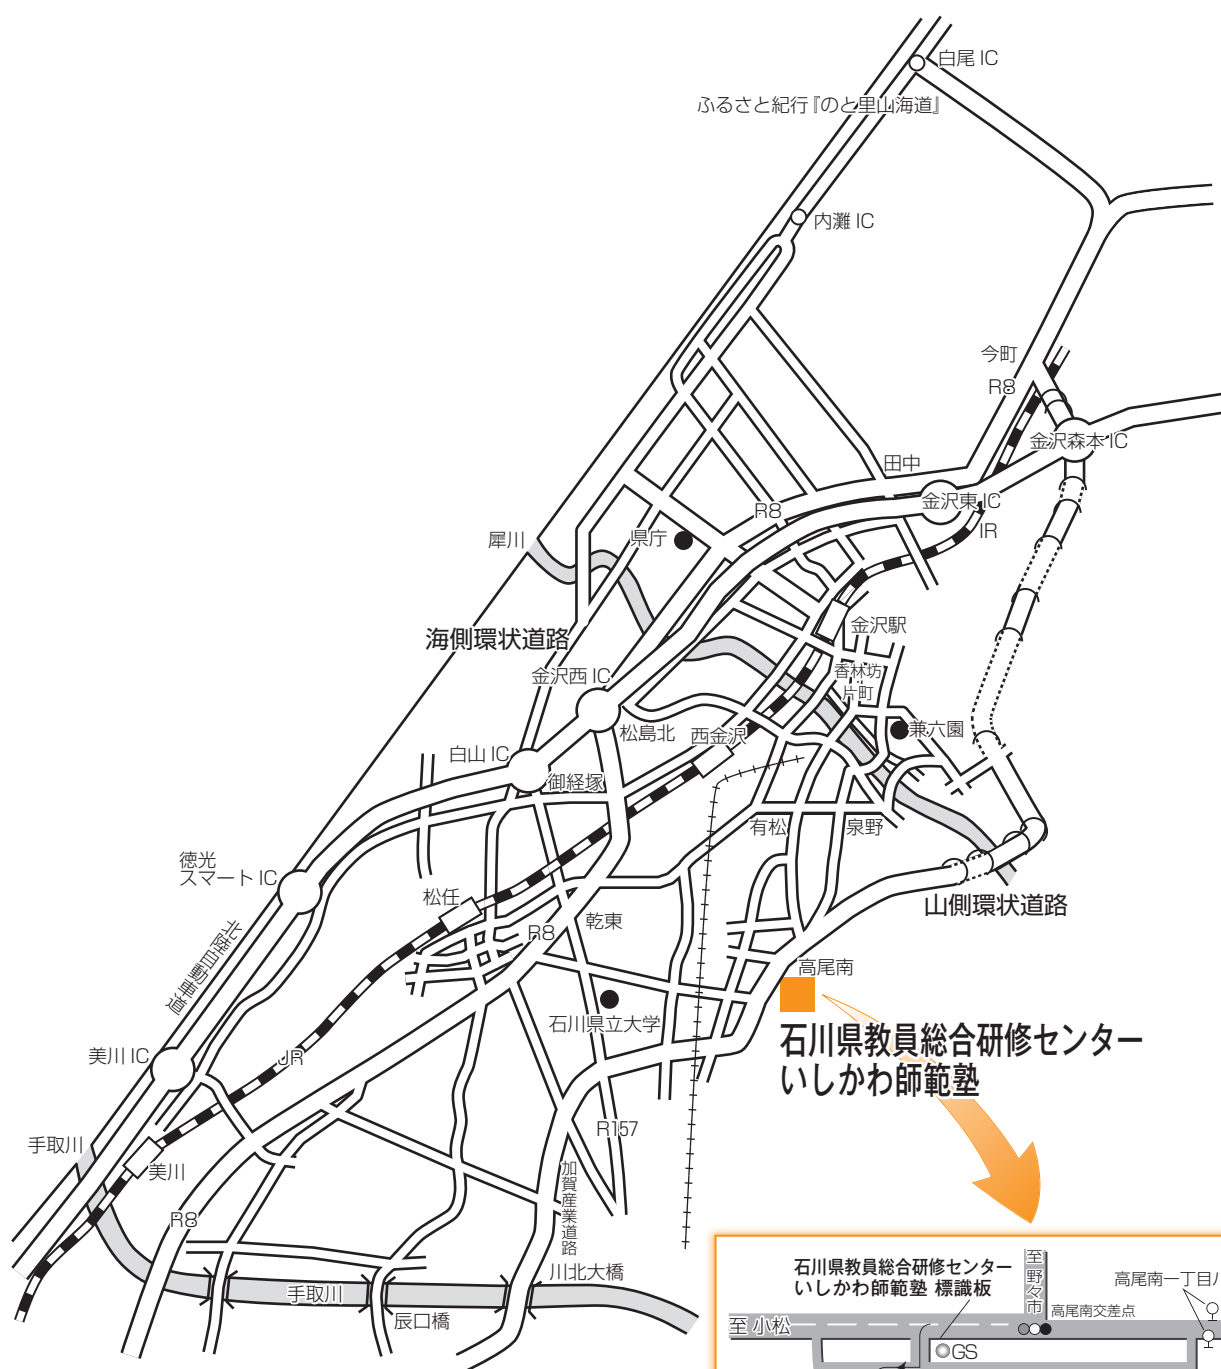 白尾 IC
ふるさと紀行『のと里山海道』
内灘 IC
今町
R8
金沢森本 IC
田中
金沢東 IC
R8
IR
犀川
県庁
海側環状道路
金沢駅
香林坊
片町
金沢西 IC
松島北
西金沢
兼六園
白山 IC
御経塚
有松
泉野
徳光
スマート IC
松任
山側環状道路
R8
乾東
北陸自動車道
高尾南
石川県立大学
石川県教員総合研修センター
いしかわ師範塾
美川 IC
JR
手取川
美川
R157
加賀産業道路
R8
川北大橋
手取川
辰口橋
石川県教員総合研修センター
いしかわ師範塾 標識板
至野々市
高尾南一丁目バ
高尾南交差点
至 小松
GS